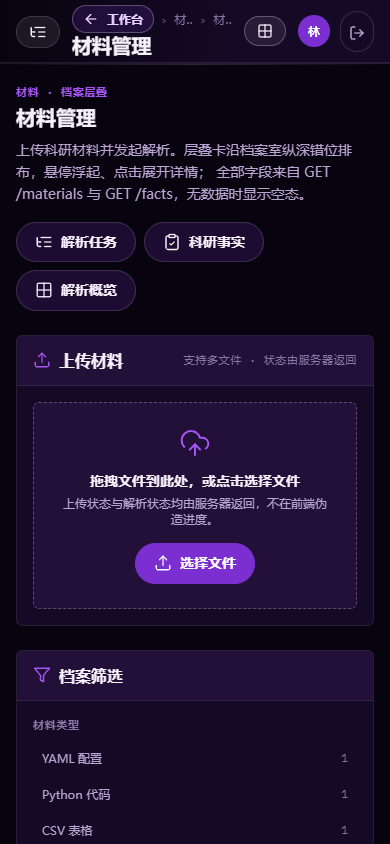 工作台 › 材.. › 材..
材料管理
林
材料 · 档案层叠
材料管理
上传科研材料并发起解析。层叠卡沿档案室纵深错位排
布，悬停浮起、点击展开详情； 全部字段来自 GET
/materials 与 GET /facts，无数据时显示空态。
解析任务
科研事实
解析概览
上传材料
支持多文件 · 状态由服务器返回
拖拽文件到此处，或点击选择文件
上传状态与解析状态均由服务器返回，不在前端伪
造进度。
选择文件
档案筛选
材料类型
YAML 配置 1
Python 代码 1
CSV 表格 1